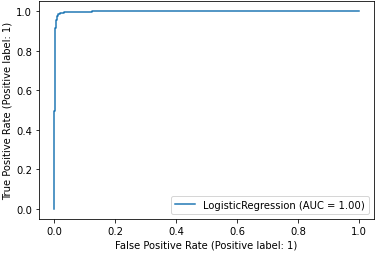 True Positive Rate (Positive label: 1)
1.0
0.8
0.6
0.4
0.2
0.0
LogisticRegression (AUC = 1.00)
0.0 0.2 0.4 0.6 0.8 1.0
False Positive Rate (Positive label: 1)